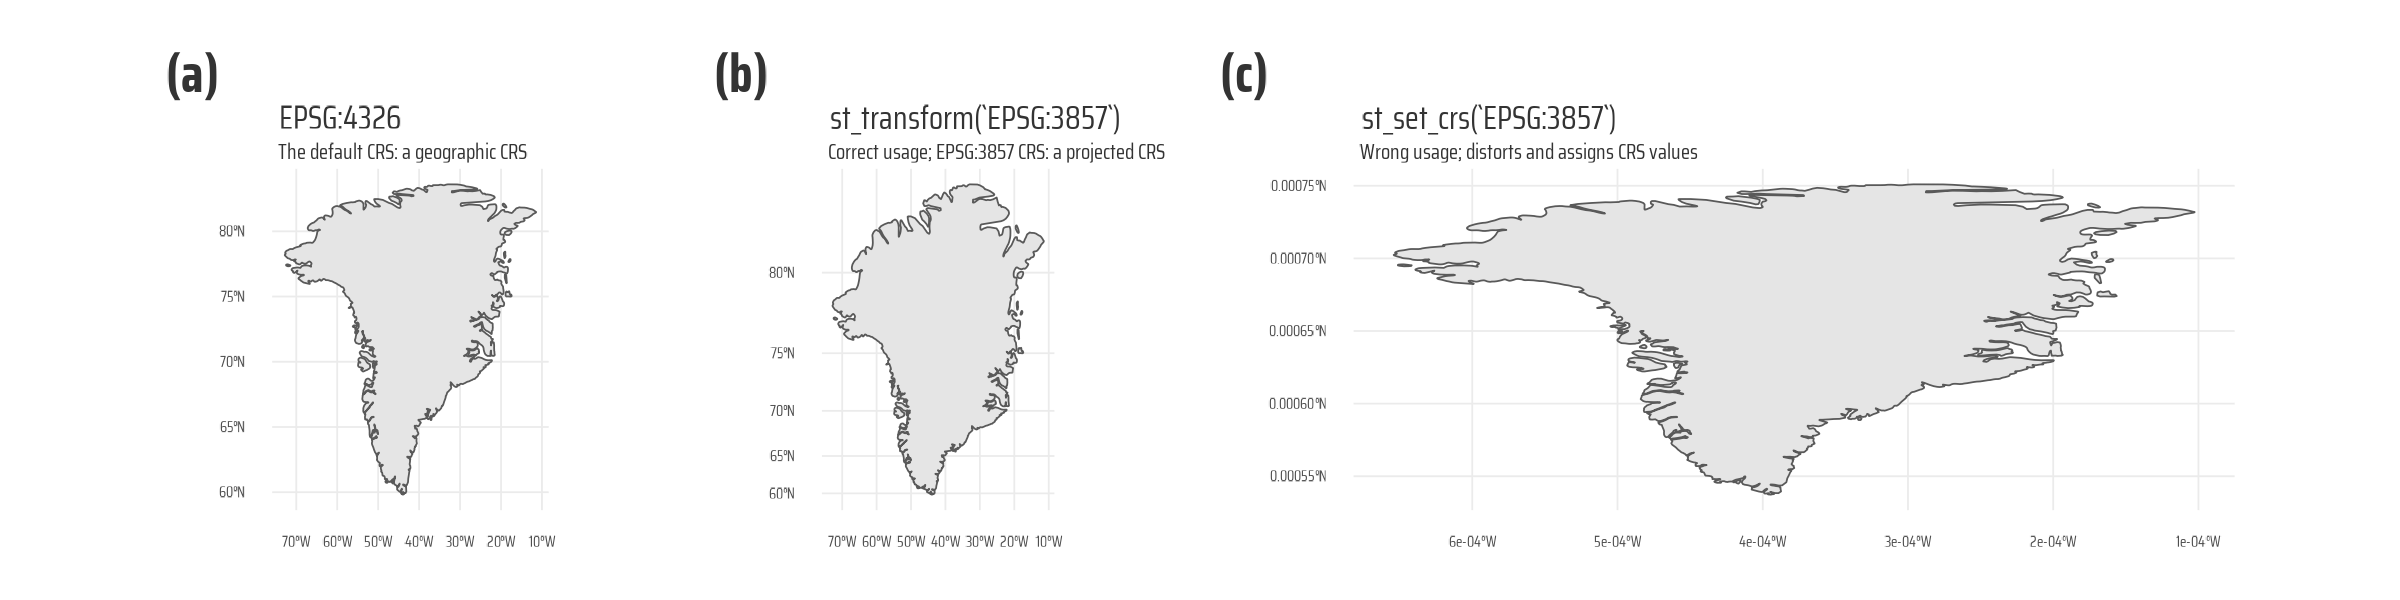 (a)
EPSG:4326
The default CRS: a geographic CRS
80°N
75°N
70°N
65°N
60°N
70°W 60°W 50°W 40°W 30°W 20°W 10°W
(b)
st_transform(`EPSG:3857`)
Correct usage; EPSG:3857 CRS: a projected CRS
80°N
75°N
70°N
65°N
60°N
70°W 60°W 50°W 40°W 30°W 20°W 10°W
(c)
st_set_crs(`EPSG:3857`)
Wrong usage; distorts and assigns CRS values
0.00075°N
0.00070°N
0.00065°N
0.00060°N
0.00055°N
6e-04°W 5e-04°W 4e-04°W 3e-04°W 2e-04°W 1e-04°W